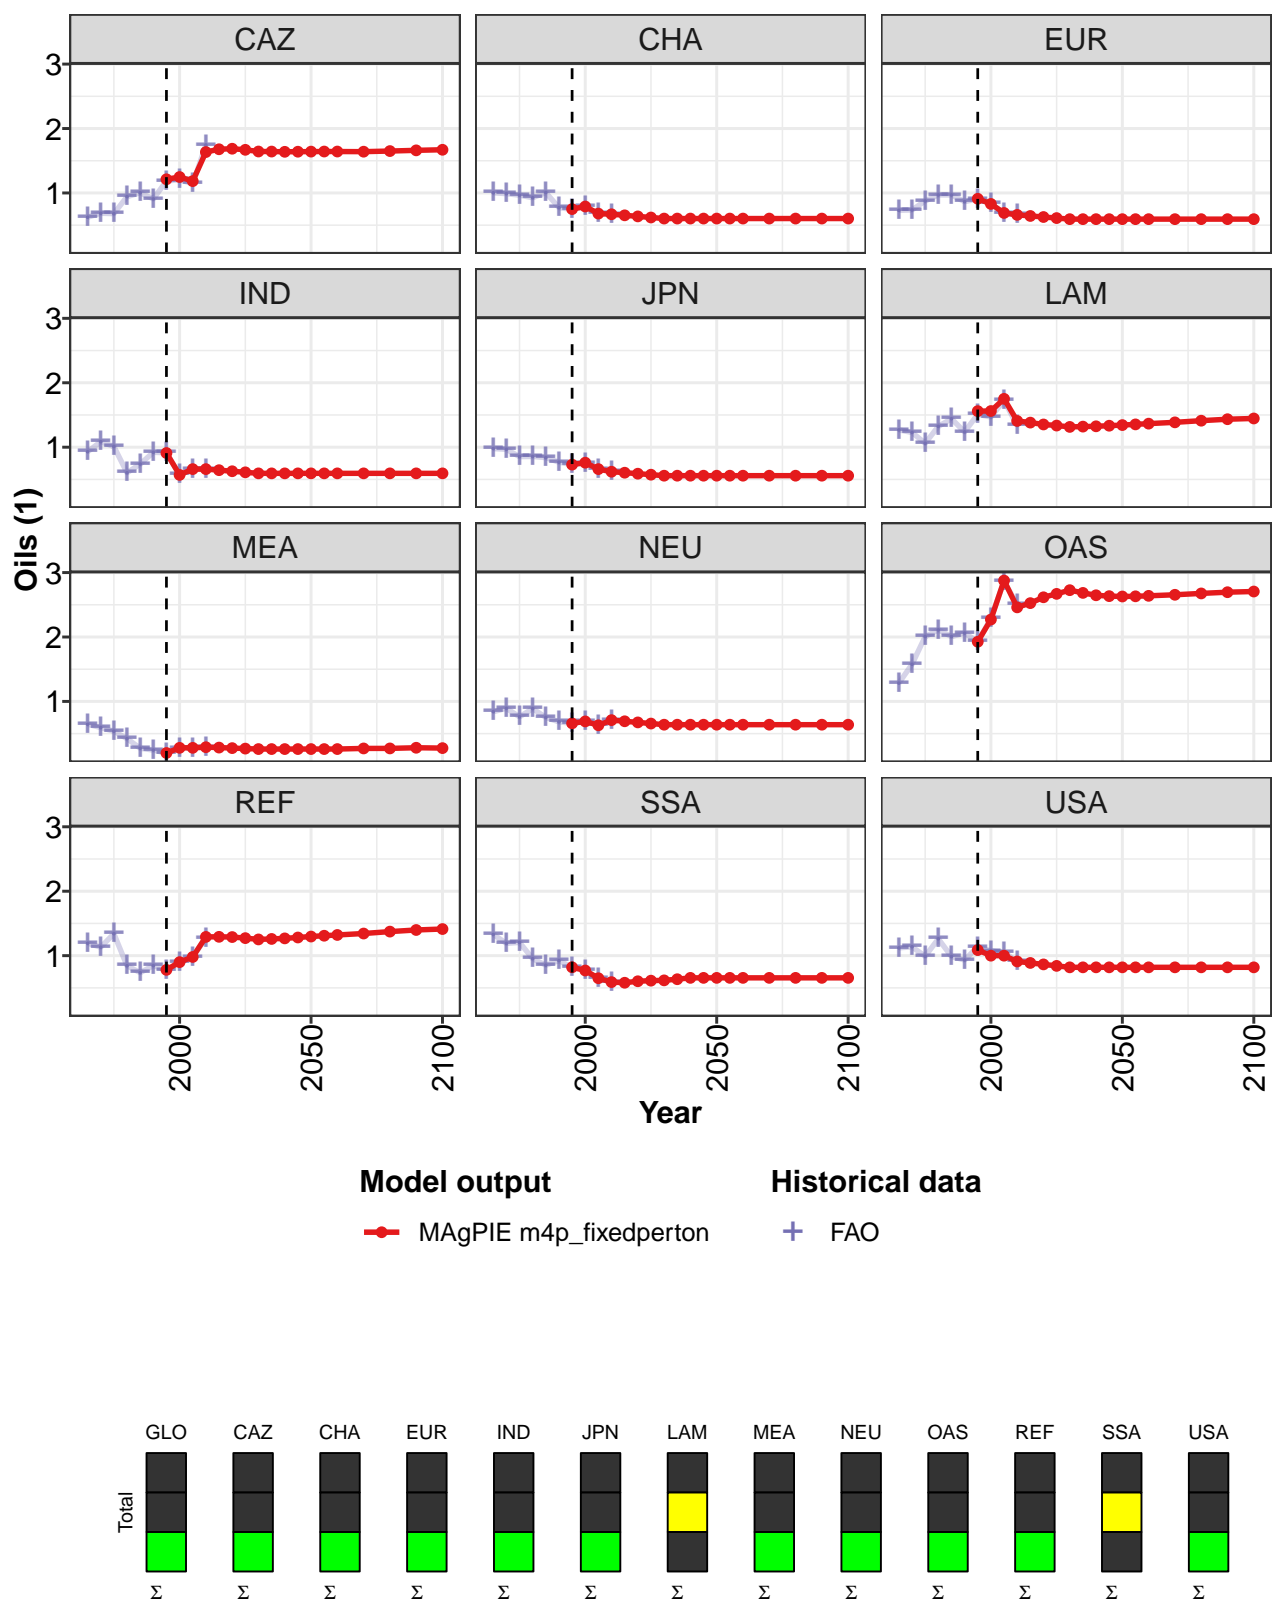 CAZ CHA EUR
3
2
1
IND JPN LAM
3
2
1
Oils (1)
MEA NEU OAS
3
2
1
REF SSA USA
3
2
1
2000 2050 2100 2000 2050 2100 2000 2050 2100
Year
Model output Historical data
MAgPIE m4p_fixedperton FAO
GLO CAZ CHA EUR IND JPN LAM MEA NEU OAS REF SSA USA
Total
Σ Σ Σ Σ Σ Σ Σ Σ Σ Σ Σ Σ Σ